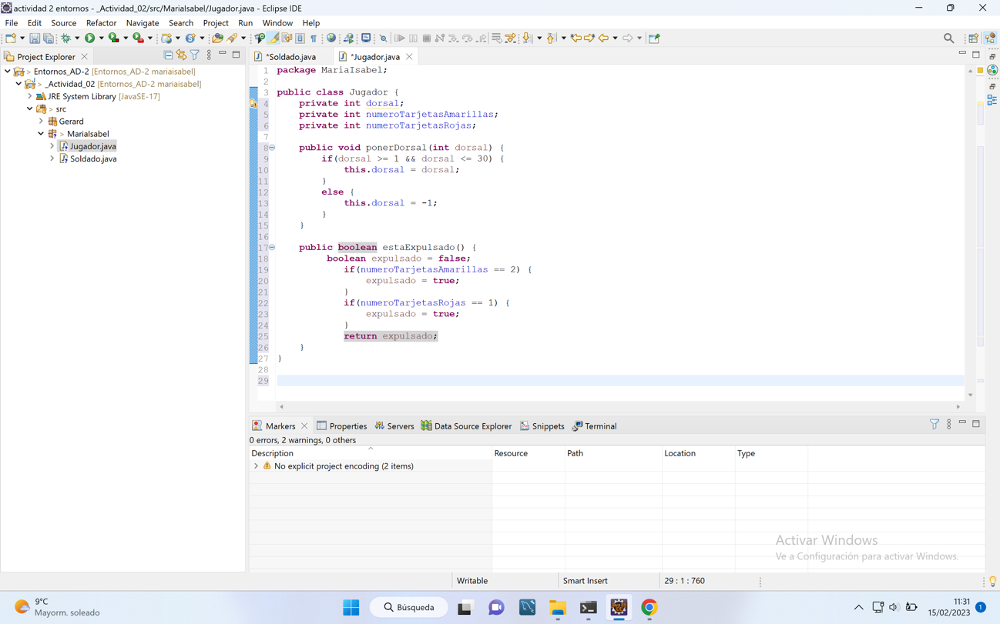 actividad 2 entornos - _Actividad_02/src/MariaIsabel/Jugador.java - Eclipse IDE
File Edit Source Refactor Navigate Search Project Run Window Help
Project Explorer
Entornos_AD-2 [Entornos_AD-2 mariaisabel]
_Actividad_02 [Entornos_AD-2 mariaisabel]
JRE System Library [JavaSE-17]
src
Gerard
MariaIsabel
Jugador.java
Soldado.java
*Soldado.java *Jugador.java
1 package MariaIsabel;
2
3 public class Jugador {
4 private int dorsal;
5 private int numeroTarjetasAmarillas;
6 private int numeroTarjetasRojas;
7
8 public void ponerDorsal(int dorsal) {
9 if(dorsal >= 1 && dorsal <= 30) {
10 this.dorsal = dorsal;
11 }
12 else {
13 this.dorsal = -1;
14 }
15 }
16
17 public boolean estaExpulsado() {
18 boolean expulsado = false;
19 if(numeroTarjetasAmarillas == 2) {
20 expulsado = true;
21 }
22 if(numeroTarjetasRojas == 1) {
23 expulsado = true;
24 }
25 return expulsado;
26 }
27 }
28
29
Markers Properties Servers Data Source Explorer Snippets Terminal
0 errors, 2 warnings, 0 others
Description Resource Path Location Type
No explicit project encoding (2 items)
Activar Windows
Ve a Configuración para activar Windows.
Writable Smart Insert 29 : 1 : 760
9°C
Mayorm. soleado
Búsqueda
11:31
15/02/2023
1